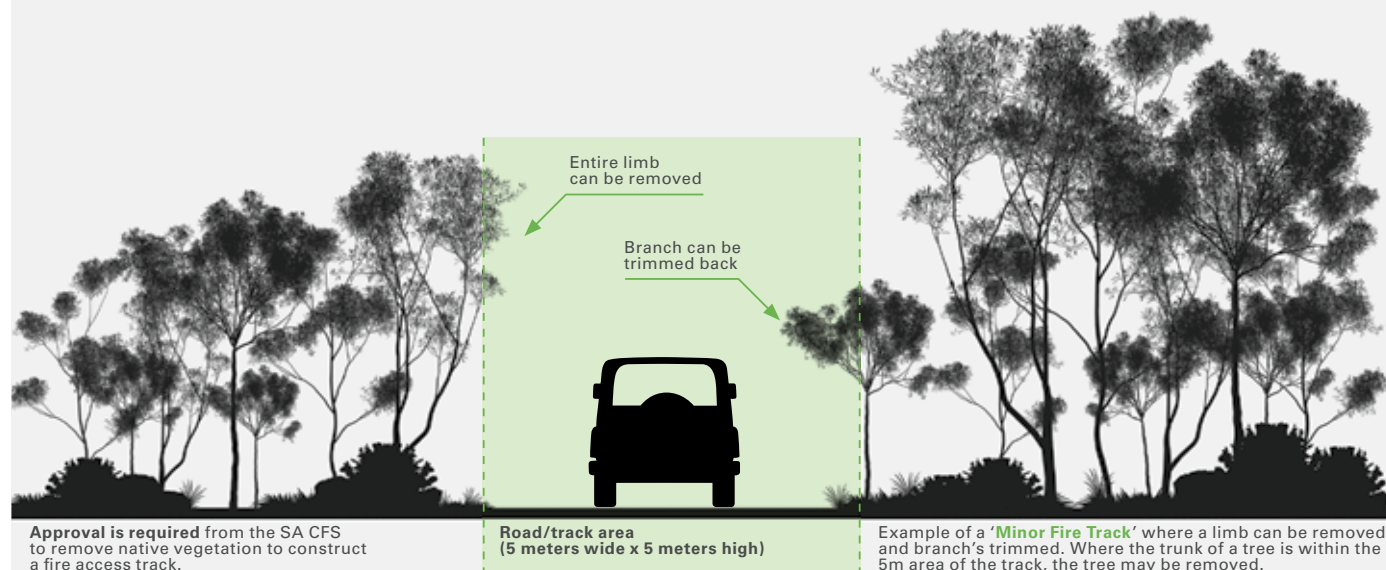 Entire limb
can be removed
Branch can be
trimmed back
Approval is required from the SA CFS
to remove native vegetation to construct
a fire access track.
Road/track area
(5 meters wide x 5 meters high)
Example of a ‘Minor Fire Track’ where a limb can be removed
and branch’s trimmed. Where the trunk of a tree is within the
5m area of the track, the tree may be removed.